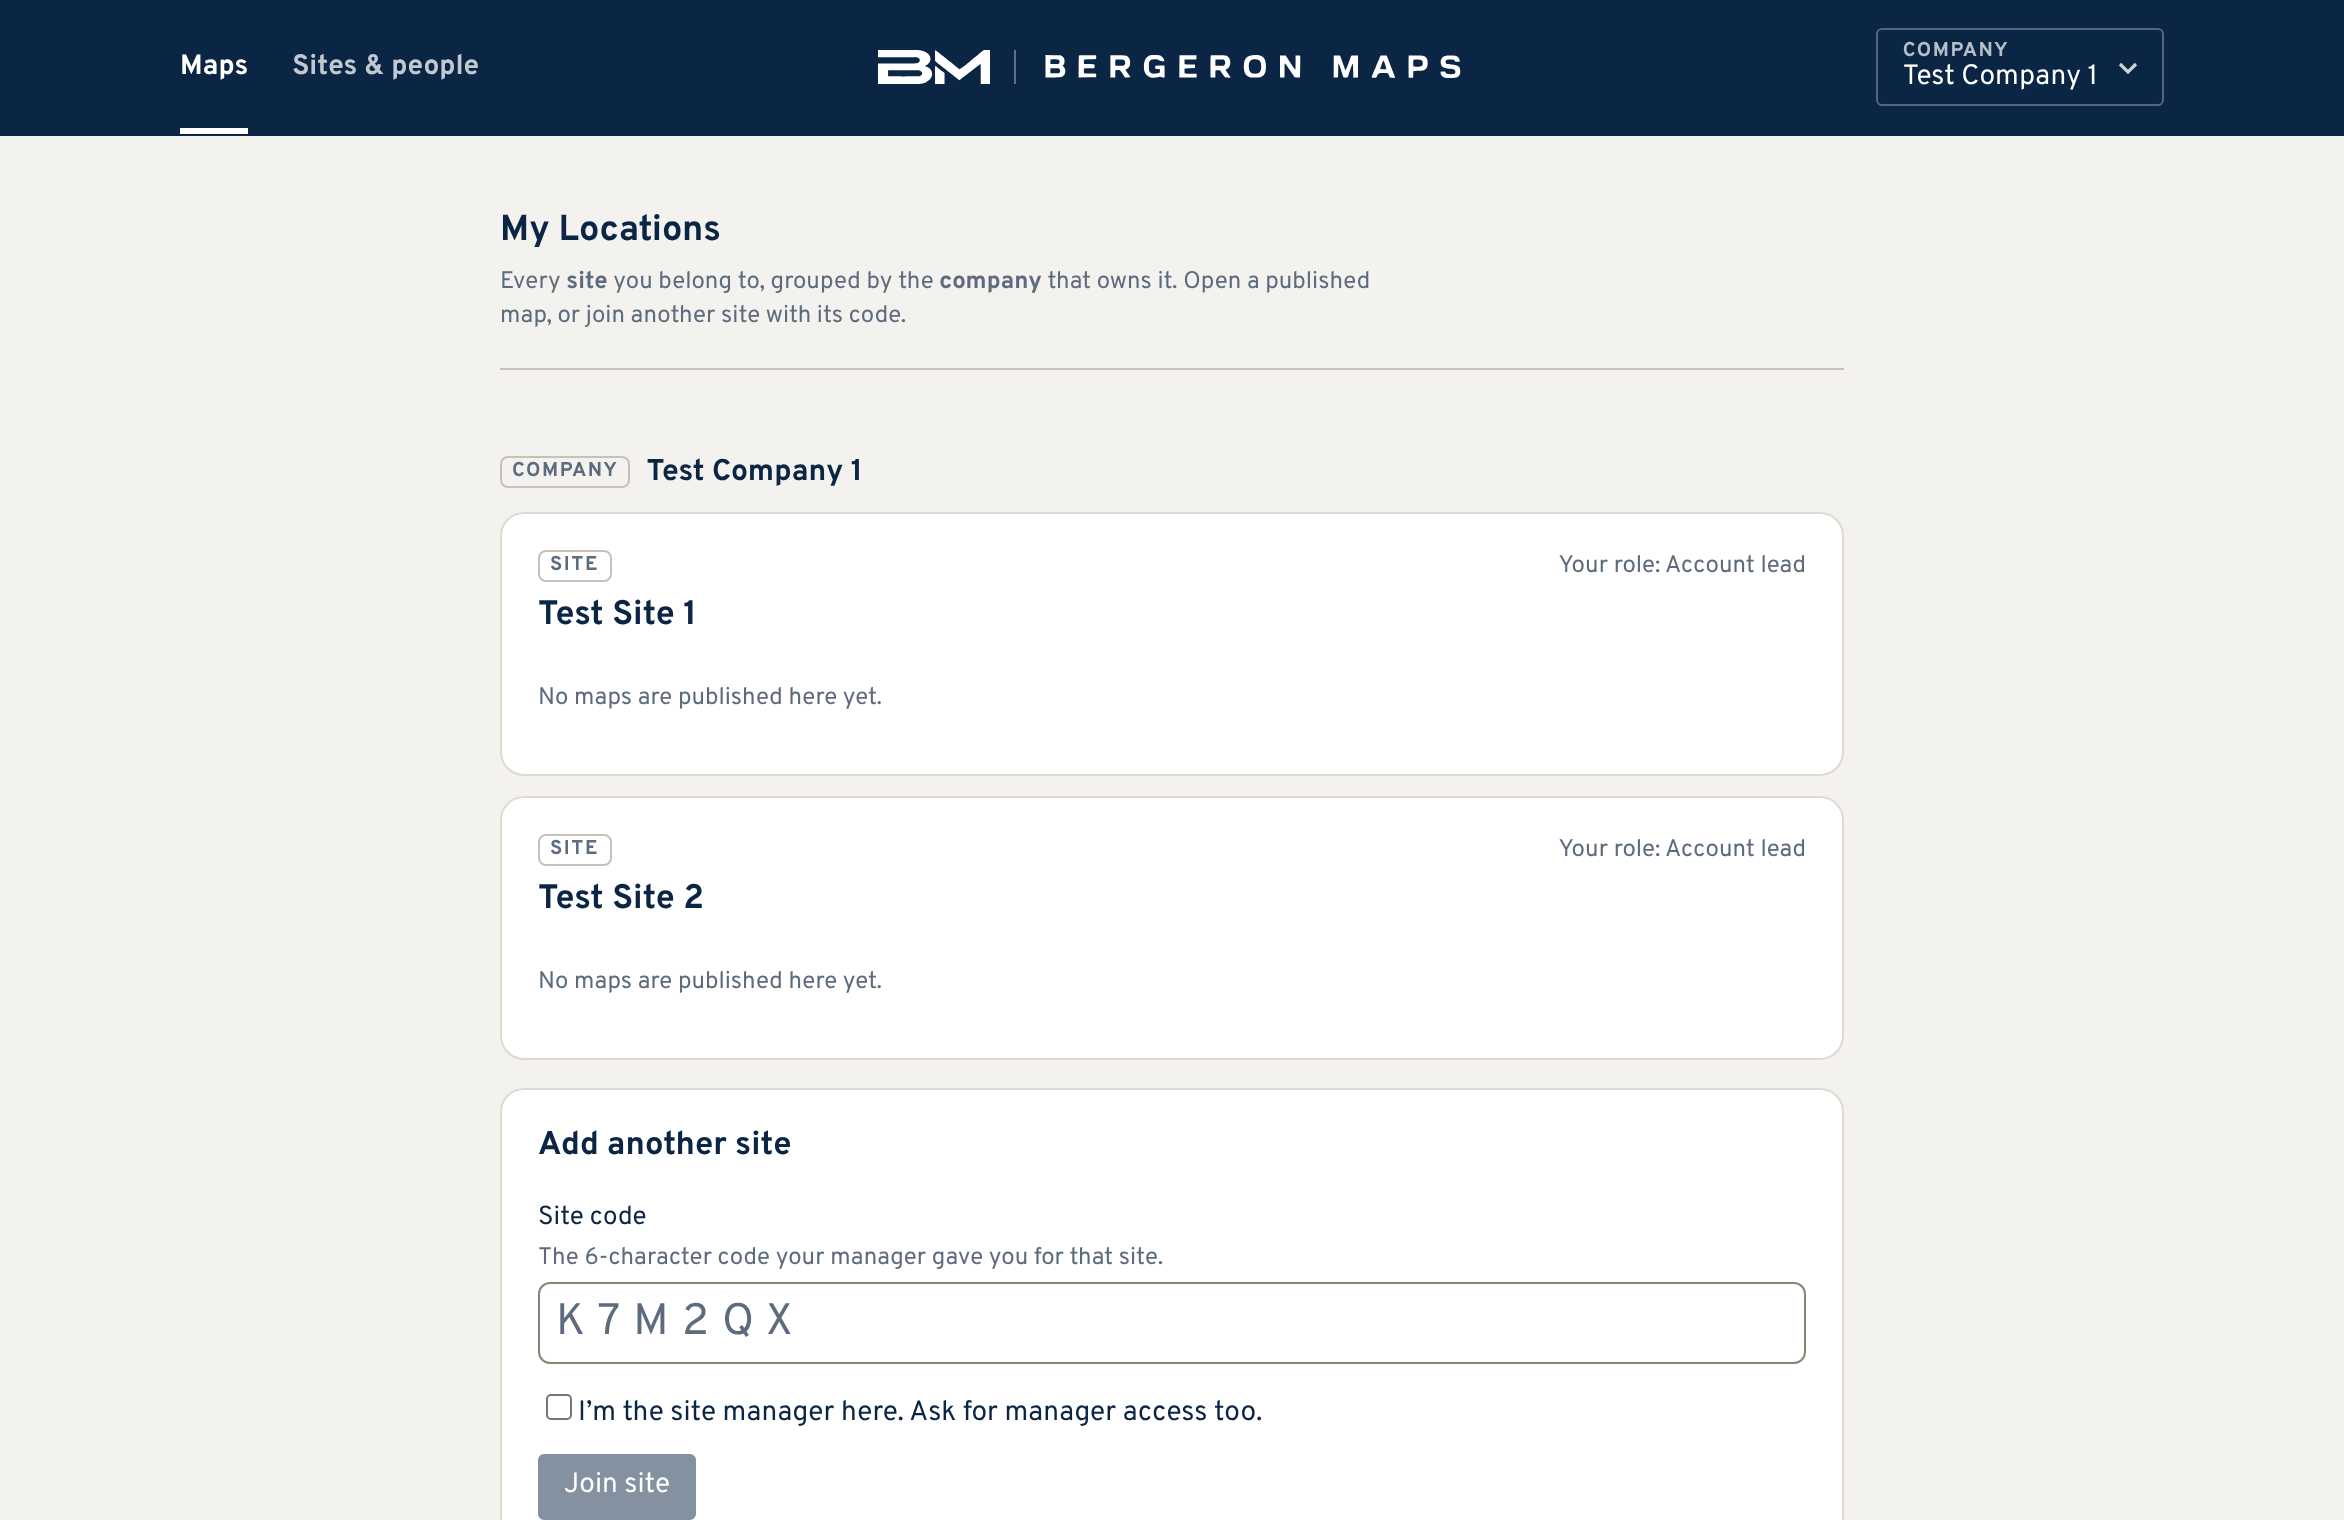 Maps
Sites & people
BM
BERGERON MAPS
COMPANY
Test Company 1
My Locations
Every site you belong to, grouped by the company that owns it. Open a published
map, or join another site with its code.
COMPANY Test Company 1
SITE
Your role: Account lead
Test Site 1
No maps are published here yet.
SITE
Your role: Account lead
Test Site 2
No maps are published here yet.
Add another site
Site code
The 6-character code your manager gave you for that site.
K7M2QX
I’m the site manager here. Ask for manager access too.
Join site